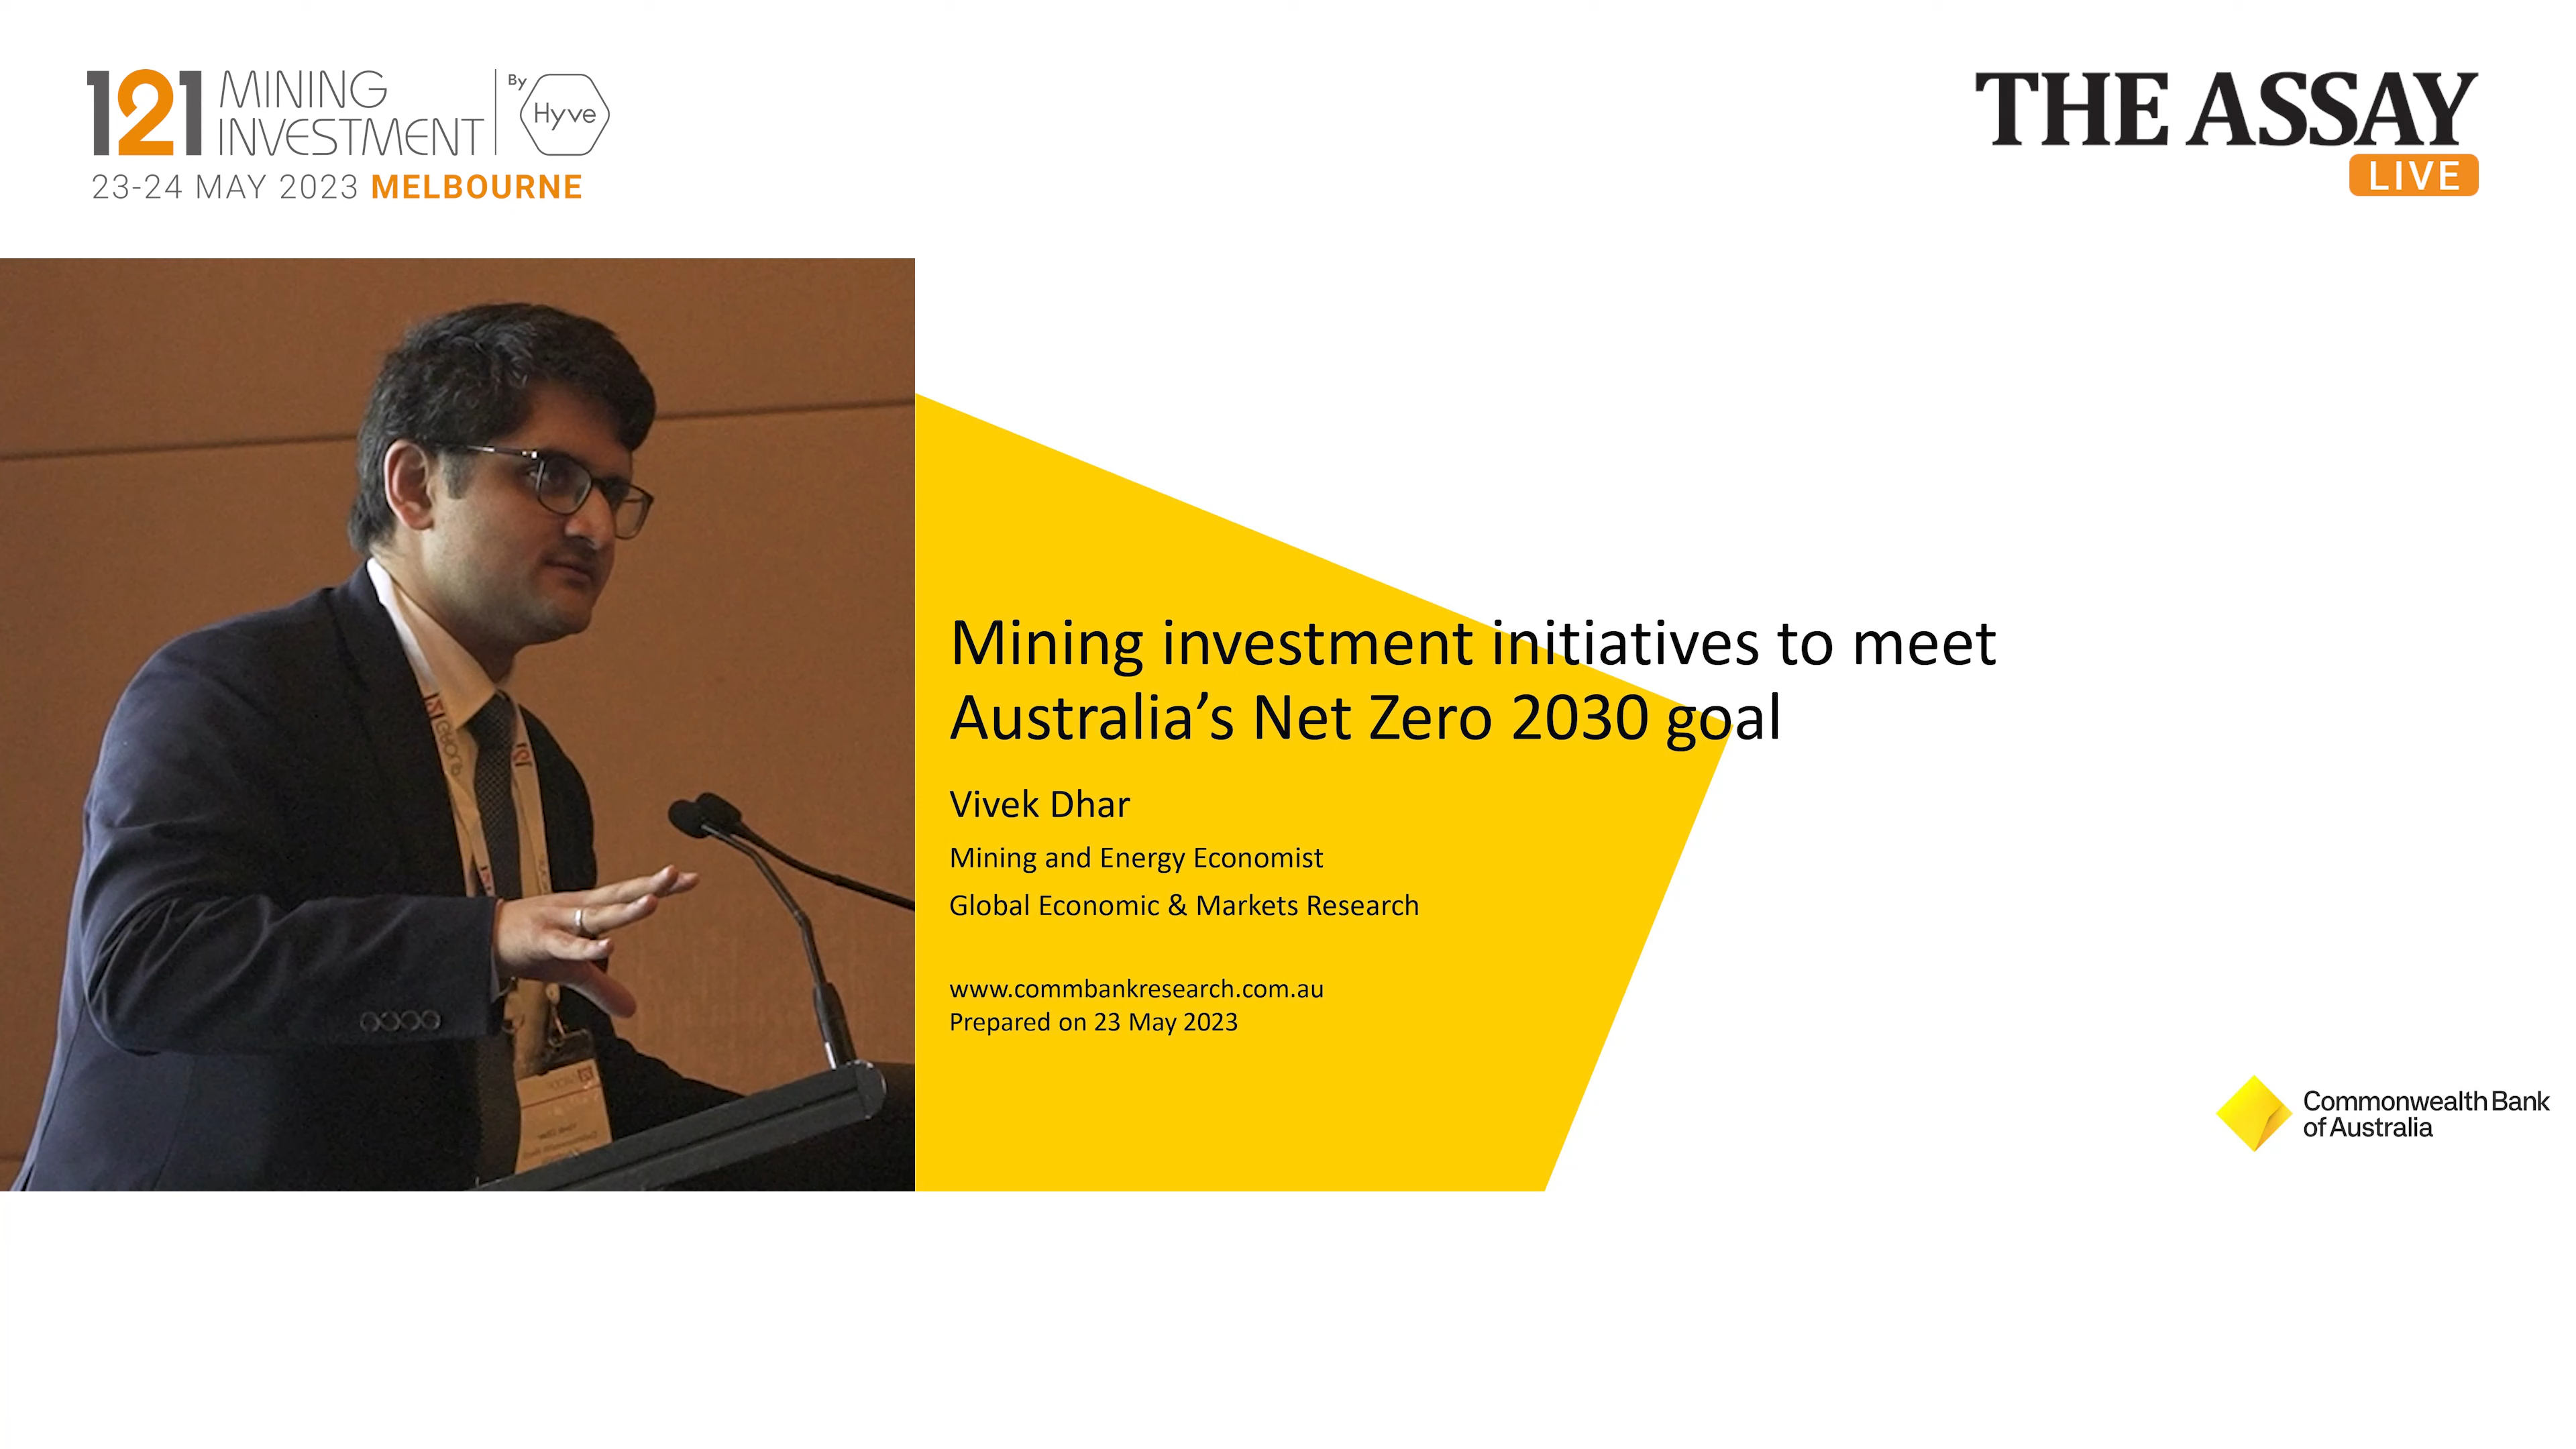 121 MINING
INVESTMENT
By
Hyve
23-24 MAY 2023 MELBOURNE
THE ASSAY
LIVE
Mining investment initiatives to meet
Australia’s Net Zero 2030 goal
Vivek Dhar
Mining and Energy Economist
Global Economic & Markets Research
www.commbankresearch.com.au
Prepared on 23 May 2023
Commonwealth Bank
of Australia